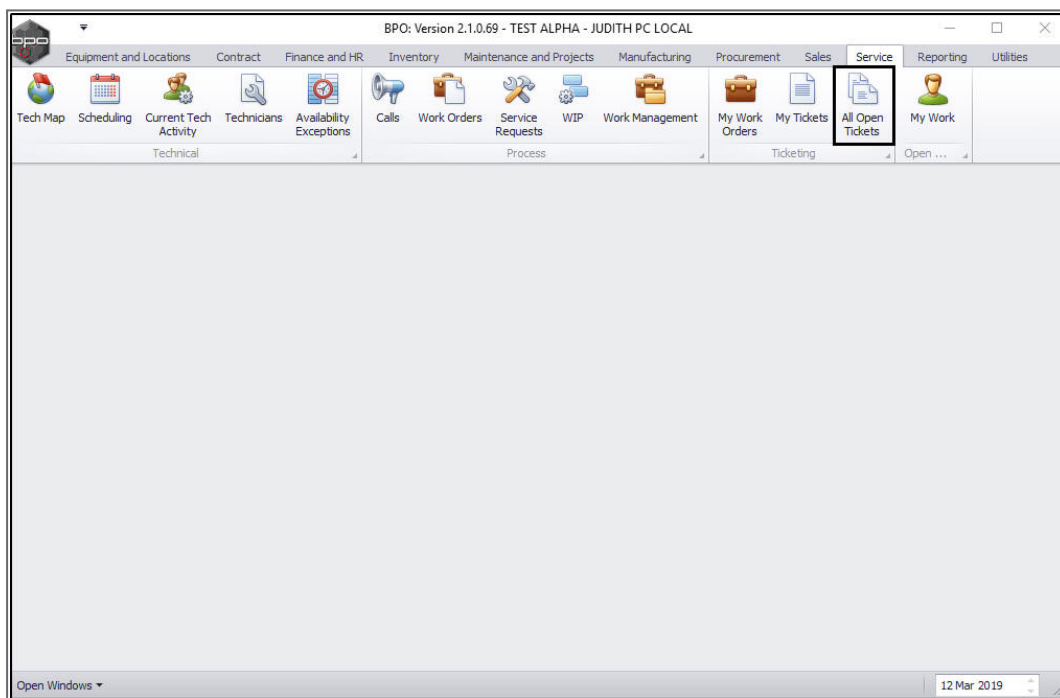 BPO: Version 2.1.0.69 - TEST ALPHA - JUDITH PC LOCAL
bpo
Equipment and Locations Contract Finance and HR Inventory Maintenance and Projects Manufacturing Procurement Sales Service Reporting Utilities
Tech Map Scheduling Current Tech Activity Technicians Availability Exceptions Calls Work Orders Service Requests WIP Work Management My Work Orders My Tickets All Open Tickets My Work
Technical Process Ticketing Open ...
Open Windows 12 Mar 2019